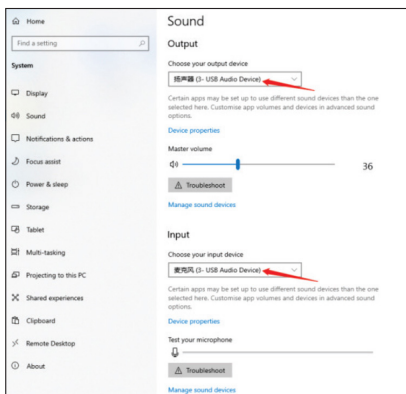 Home
Find a setting
System
Display
Sound
Notifications & actions
Focus assist
Power & sleep
Storage
Tablet
Multi-tasking
Projecting to this PC
Shared experiences
Clipboard
Remote Desktop
About
Sound
Output
Choose your output device
扬声器 (3- USB Audio Device)
Certain apps may be set up to use different sound devices than the one
selected here. Customise app volumes and devices in advanced sound
options.
Device properties
Master volume
36
Troubleshoot
Manage sound devices
Input
Choose your input device
麦克风 (3- USB Audio Device)
Certain apps may be set up to use different sound devices than the one
selected here. Customise app volumes and devices in advanced sound
options.
Device properties
Test your microphone
Troubleshoot
Manage sound devices